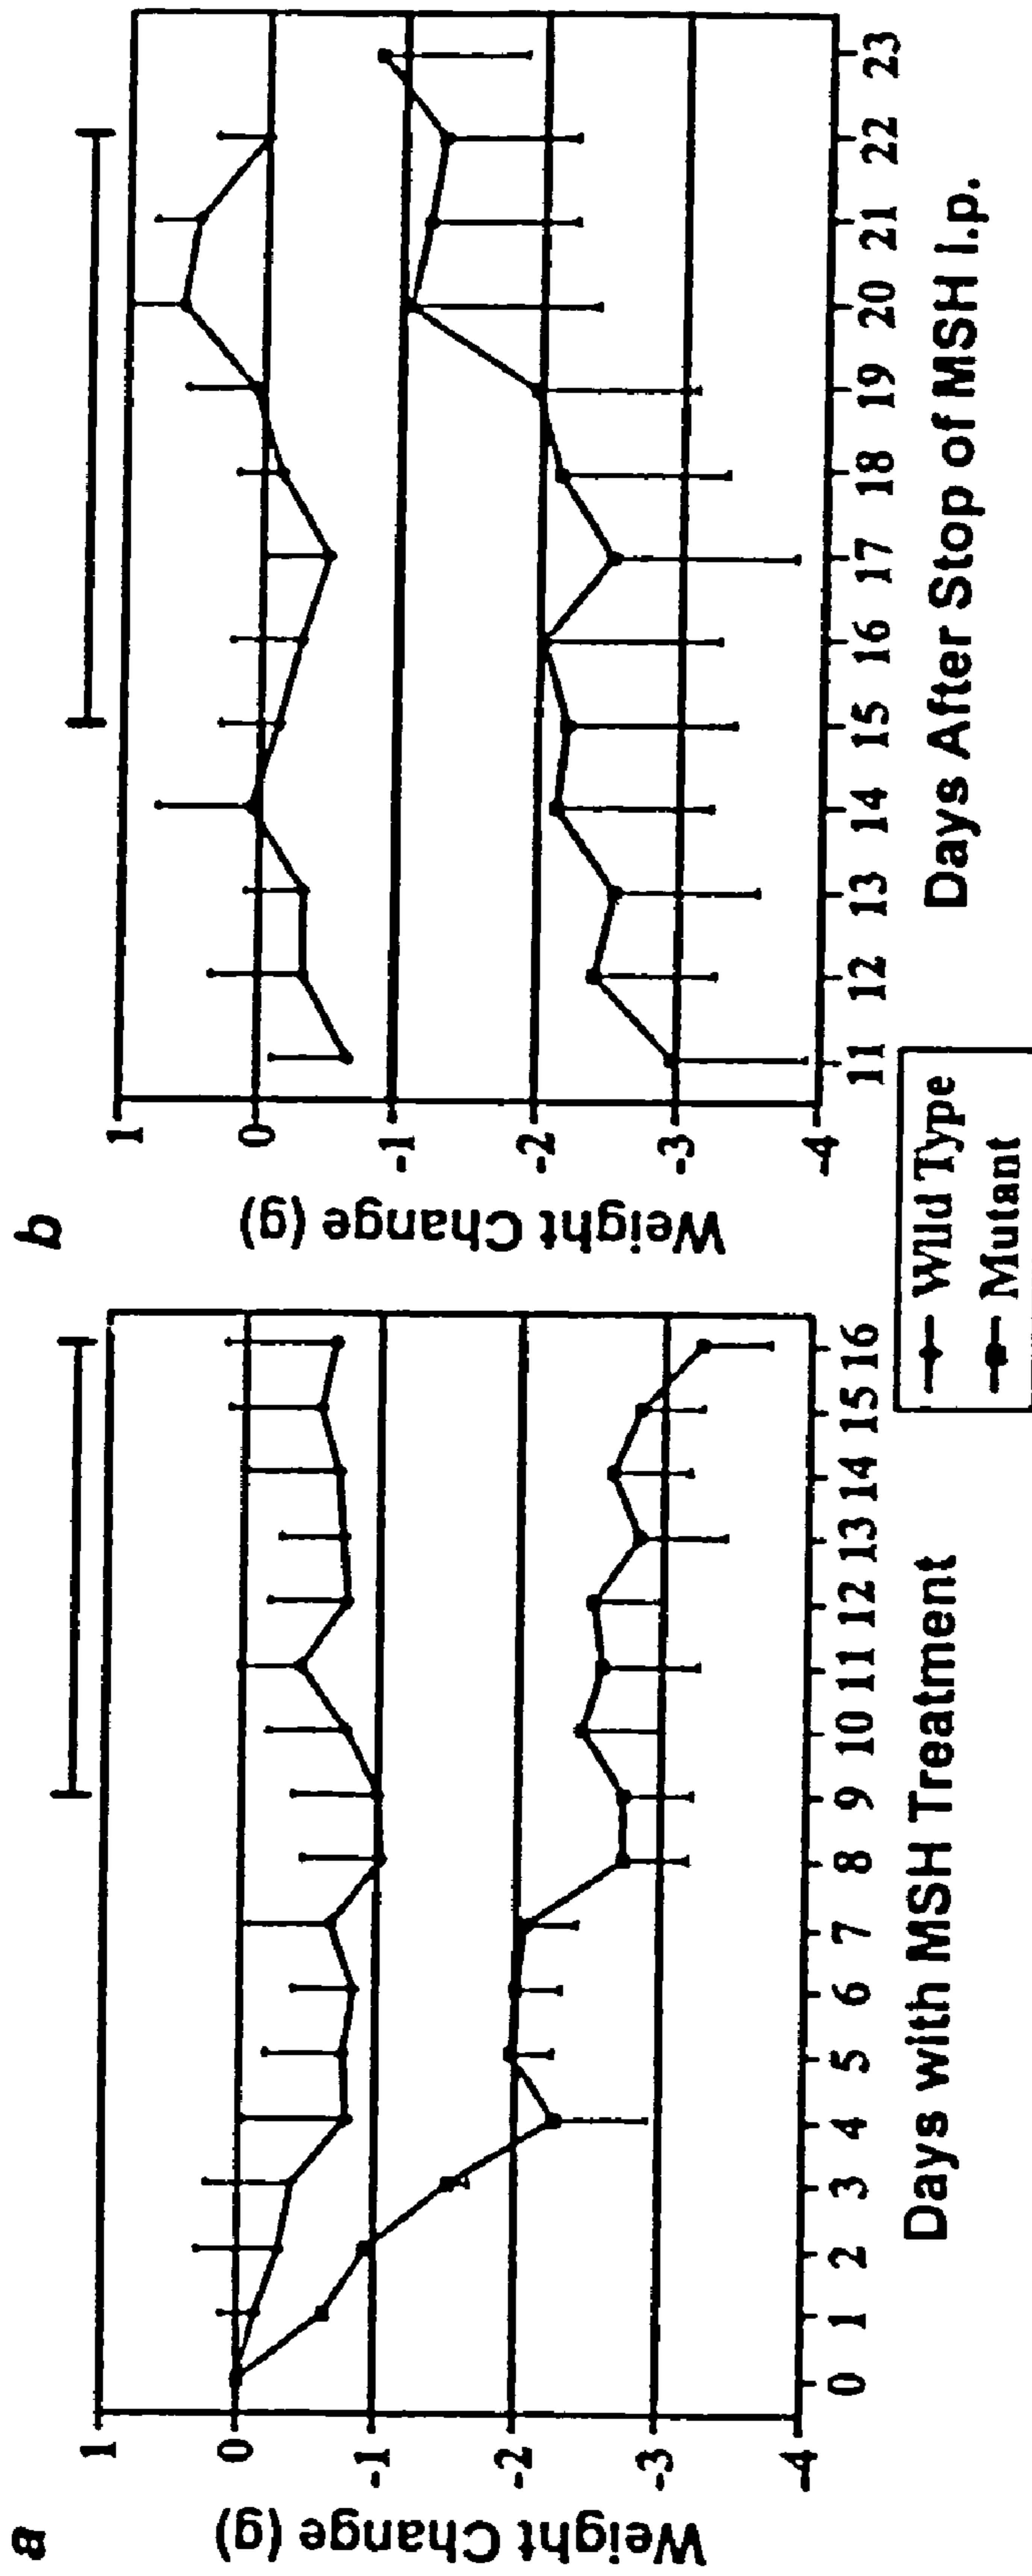 a
Weight Change (g)
1
0
-1
-2
-3
-4
0 1 2 3 4 5 6 7 8 9 10 11 12 13 14 15 16
Days with MSH Treatment
b
Weight Change (g)
1
0
-1
-2
-3
-4
11 12 13 14 15 16 17 18 19 20 21 22 23
Days After Stop of MSH i.p.
Wild Type
Mutant